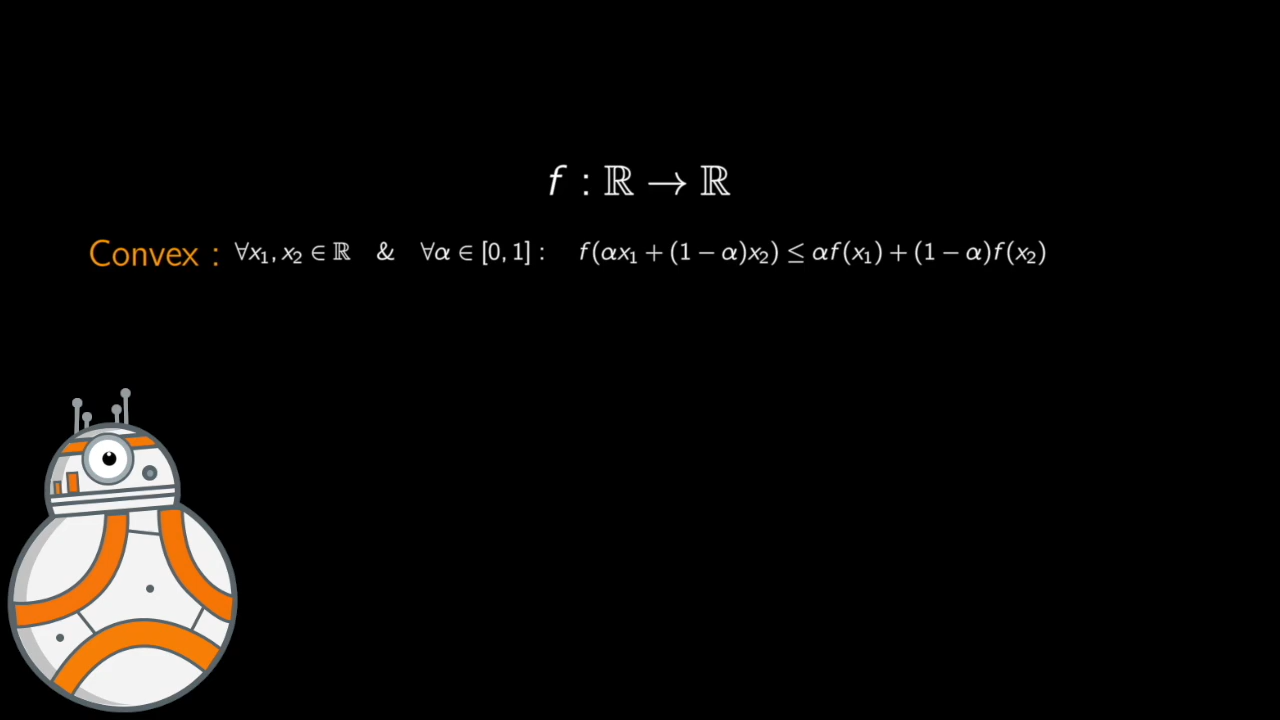 f : ℝ → ℝ
Convex : ∀x₁, x₂ ∈ ℝ & ∀α ∈ [0, 1] : f(αx₁ + (1 − α)x₂) ≤ αf(x₁) + (1 − α)f(x₂)